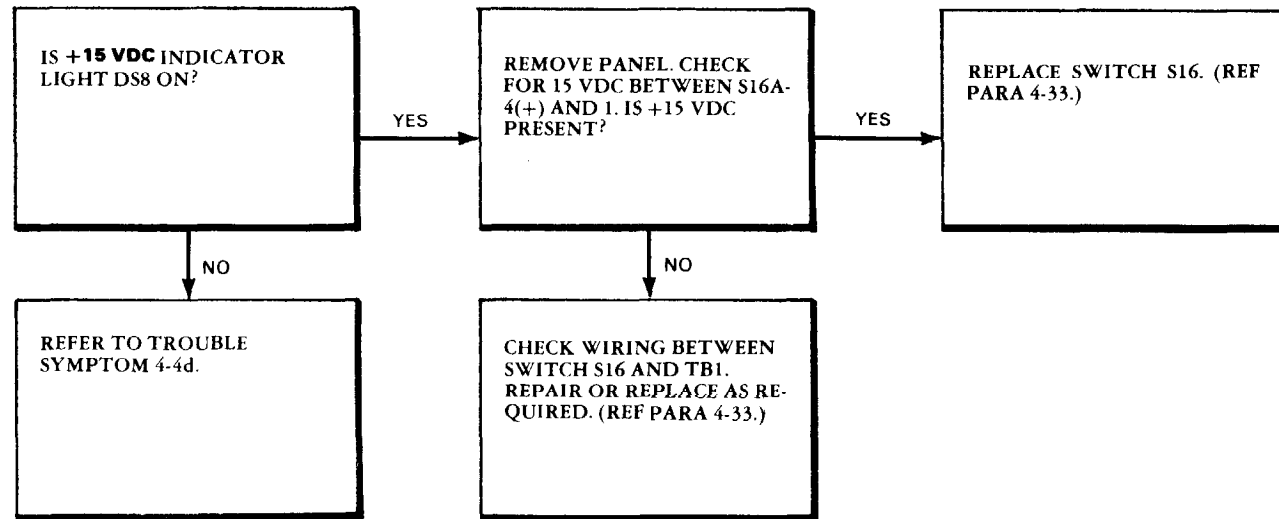 IS +15 VDC INDICATOR
LIGHT DS8 ON?
YES
REMOVE PANEL. CHECK
FOR 15 VDC BETWEEN S16A-
4(+) AND 1. IS +15 VDC
PRESENT?
YES
REPLACE SWITCH S16. (REF
PARA 4-33.)
NO
REFER TO TROUBLE
SYMPTOM 4-4d.
NO
CHECK WIRING BETWEEN
SWITCH S16 AND TB1.
REPAIR OR REPLACE AS RE-
QUIRED. (REF PARA 4-33.)